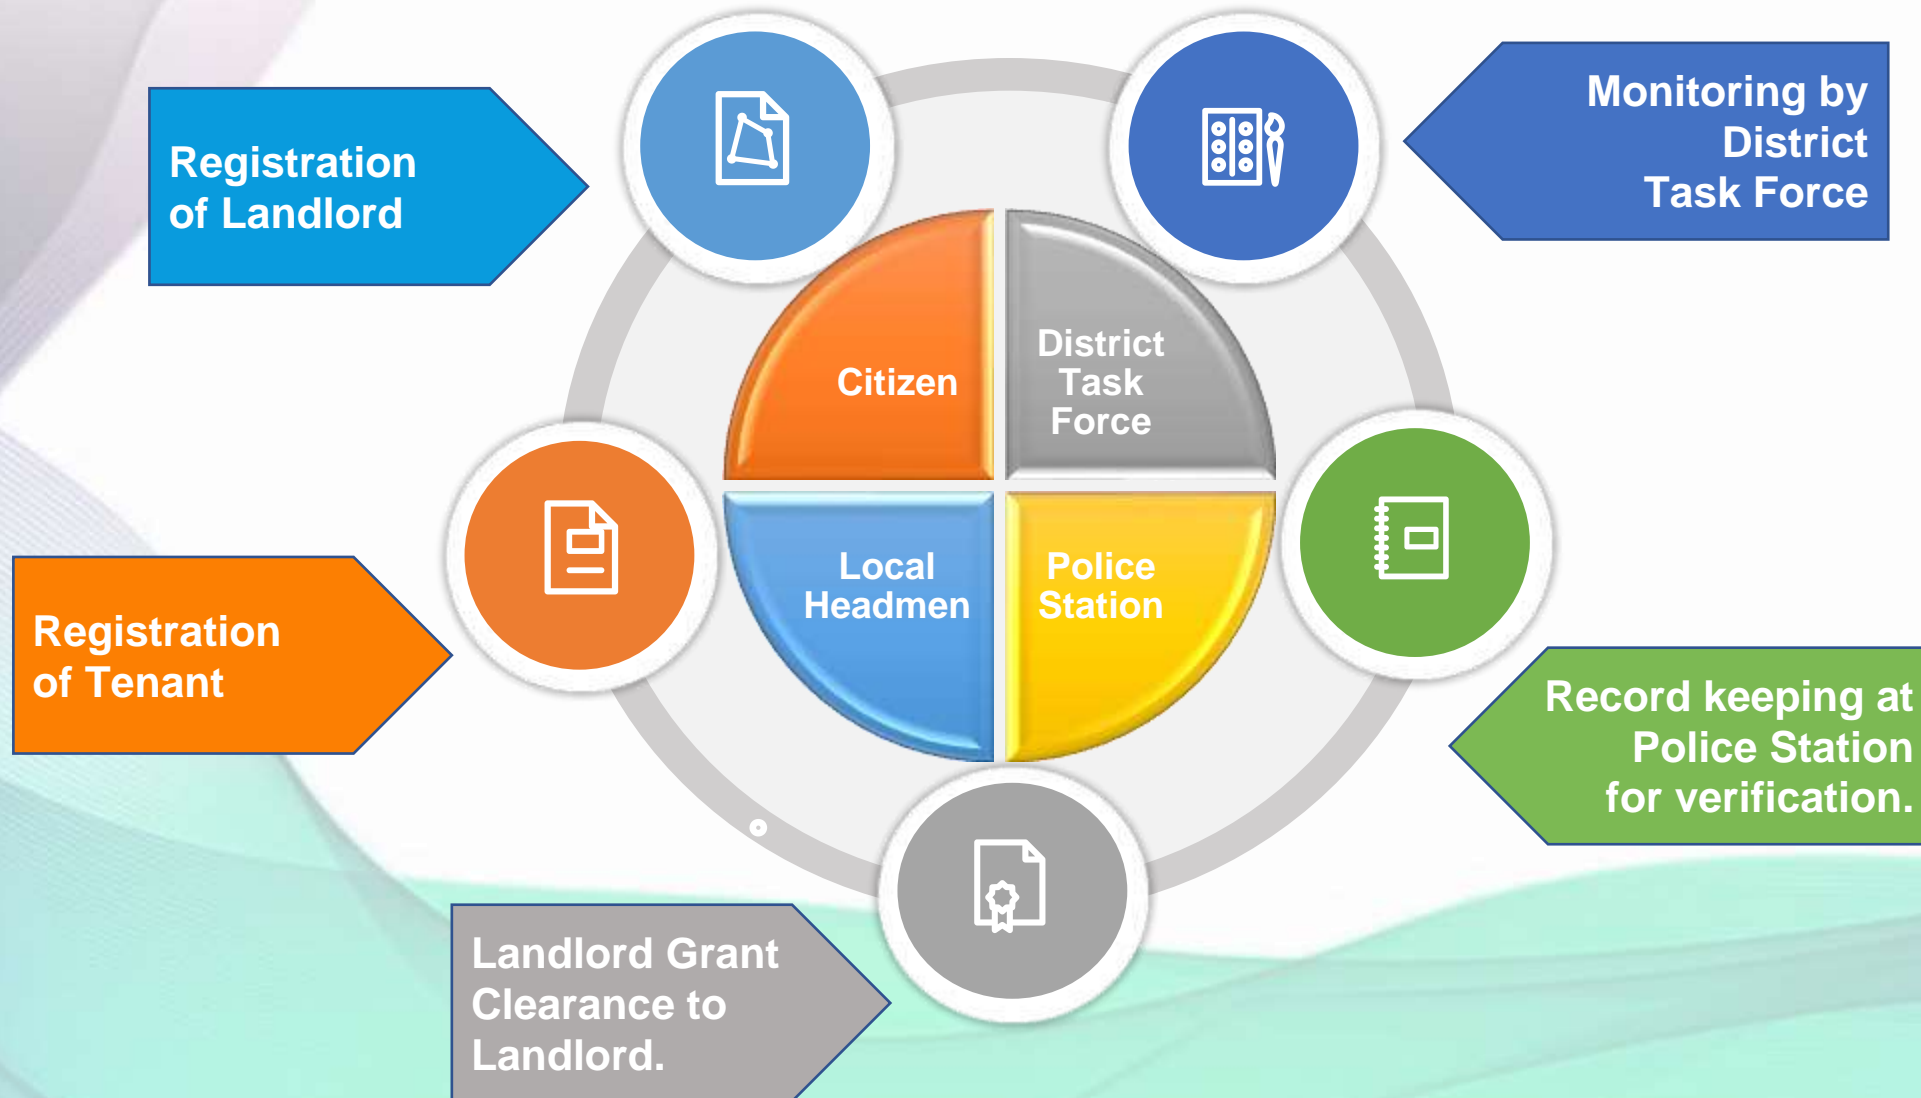 Registration
of Landlord
Monitoring by
District
Task Force
Citizen
District
Task
Force
Local
Headmen
Police
Station
Registration
of Tenant
Record keeping at
Police Station
for verification.
Landlord Grant
Clearance to
Landlord.